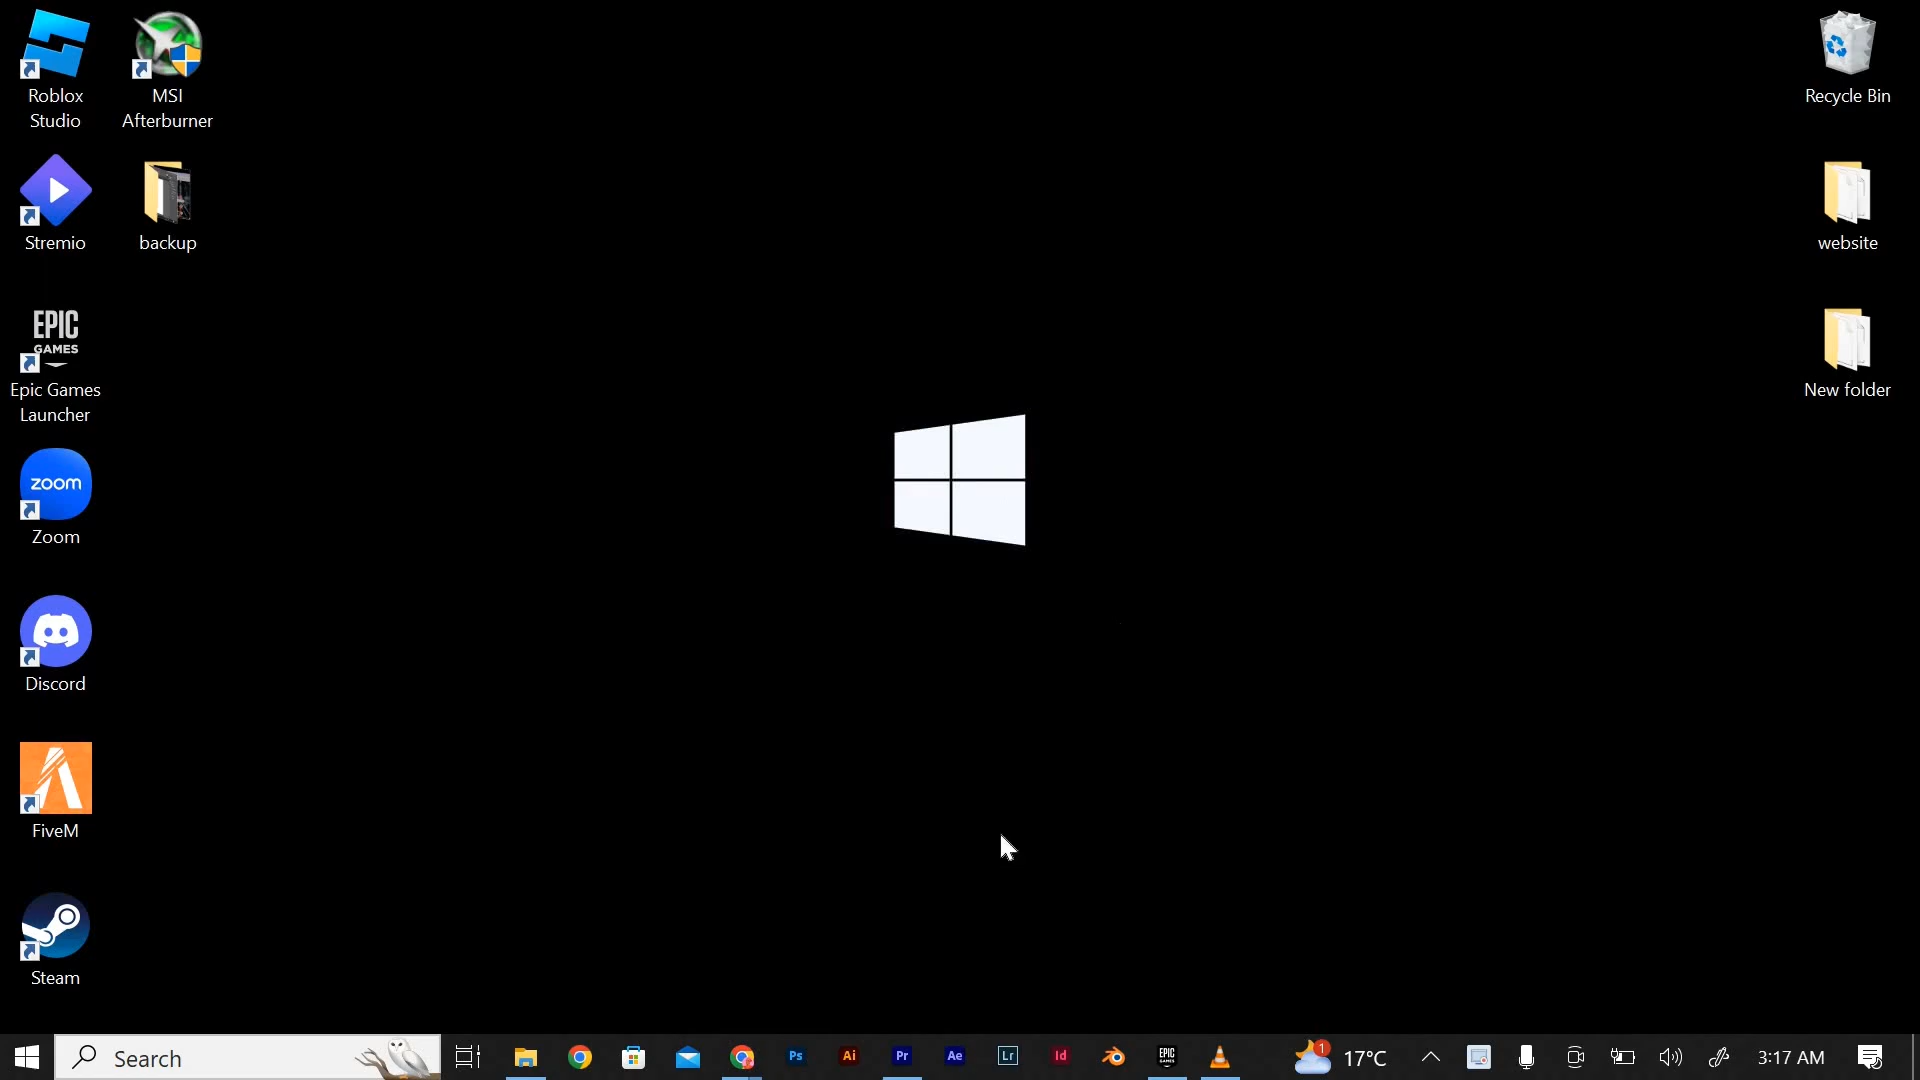 Roblox
Studio
MSI
Afterburner
Recycle Bin
Stremio
backup
website
EPIC
GAMES
Epic Games
Launcher
New folder
zoom
Zoom
Discord
FiveM
Steam
Search
Ps
Ai
Pr
Ae
Lr
Id
EPIC
GAMES
1
17°C
3:17 AM